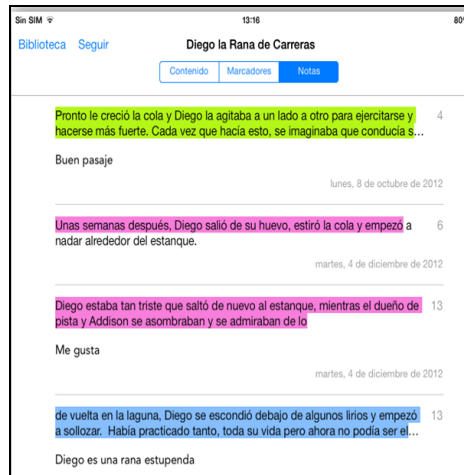 Sin SIM 13:16 80%
Biblioteca Seguir Diego la Rana de Carreras
Contenido Marcadores Notas
Pronto le creció la cola y Diego la agitaba a un lado a otro para ejercitarse y 4
hacerse más fuerte. Cada vez que hacía esto, se imaginaba que conducía s...
Buen pasaje
lunes, 8 de octubre de 2012
Unas semanas después, Diego salió de su huevo, estiró la cola y empezó a 6
nadar alrededor del estanque.
martes, 4 de diciembre de 2012
Diego estaba tan triste que saltó de nuevo al estanque, mientras el dueño de 13
pista y Addison se asombraban y se admiraban de lo
Me gusta
martes, 4 de diciembre de 2012
de vuelta en la laguna, Diego se escondió debajo de algunos lirios y empezó 13
a sollozar. Había practicado tanto, toda su vida pero ahora no podía ser el...
Diego es una rana estupenda